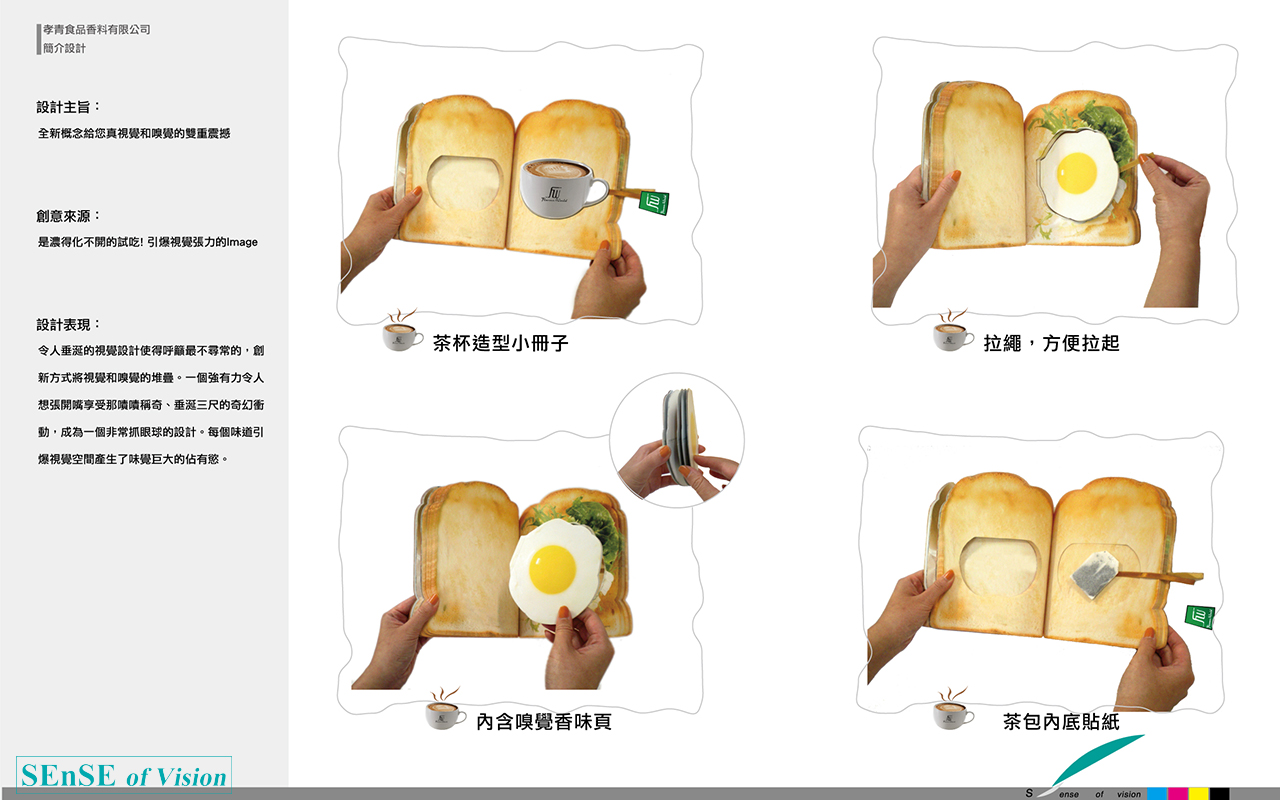 孝青食品香料有限公司
簡介設計
設計主旨：
全新概念給您真視覺和嗅覺的雙重震撼
創意來源：
是濃得化不開的試吃! 引爆視覺張力的Image
設計表現：
令人垂涎的視覺設計使得呼籲最不尋常的，創
新方式將視覺和嗅覺的堆疊。一個強有力令人
想張開嘴享受那嘖嘖稱奇、垂涎三尺的奇幻衝
動，成為一個非常抓眼球的設計。每個味道引
爆視覺空間產生了味覺巨大的佔有慾。
茶杯造型小冊子
拉繩，方便拉起
內含嗅覺香味頁
茶包內底貼紙
SEnSE of Vision
Sense of vision